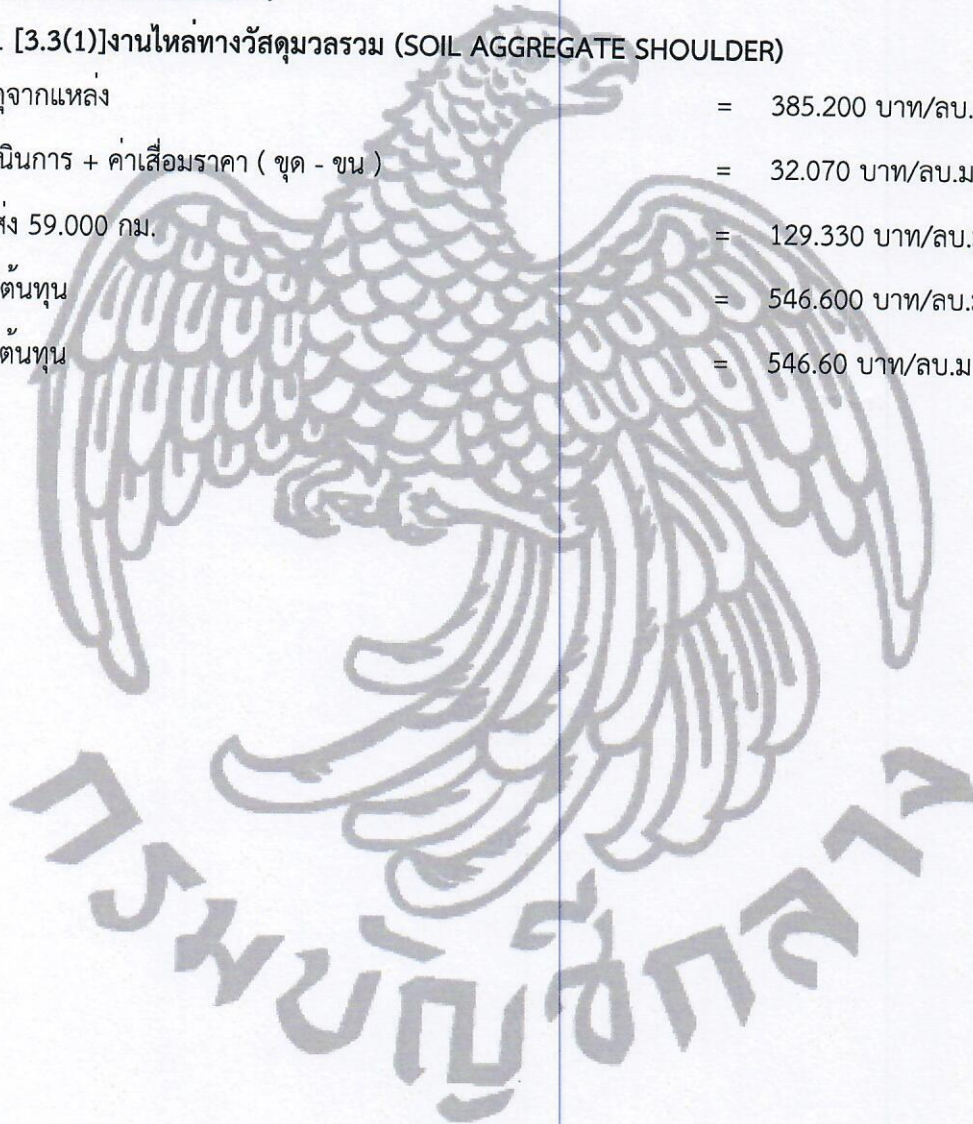 . [3.3(1)]งานไหล่ทางวัสดุมวลรวม (SOIL AGGREGATE SHOULDER)
จากแหล่ง = 385.200 บาท/ลบ.
นินการ + ค่าเสื่อมราคา ( ขุด - ขน ) = 32.070 บาท/ลบ.ม
ส่ง 59.000 กม. = 129.330 บาท/ลบ.
ต้นทุน = 546.600 บาท/ลบ.
ต้นทุน = 546.60 บาท/ลบ.ม
กรมบัญชีกลาง